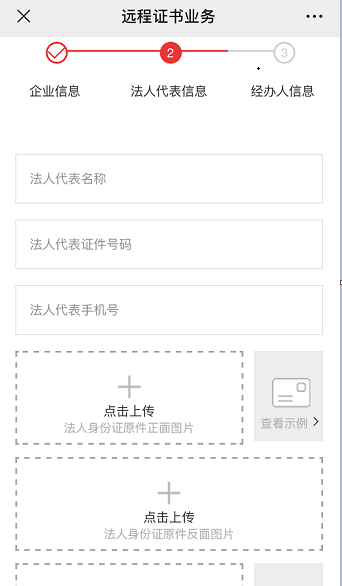 远程证书业务
2
3
企业信息
法人代表信息
经办人信息
法人代表名称
法人代表证件号码
法人代表手机号
点击上传
法人身份证原件正面图片
查看示例
点击上传
法人身份证原件反面图片